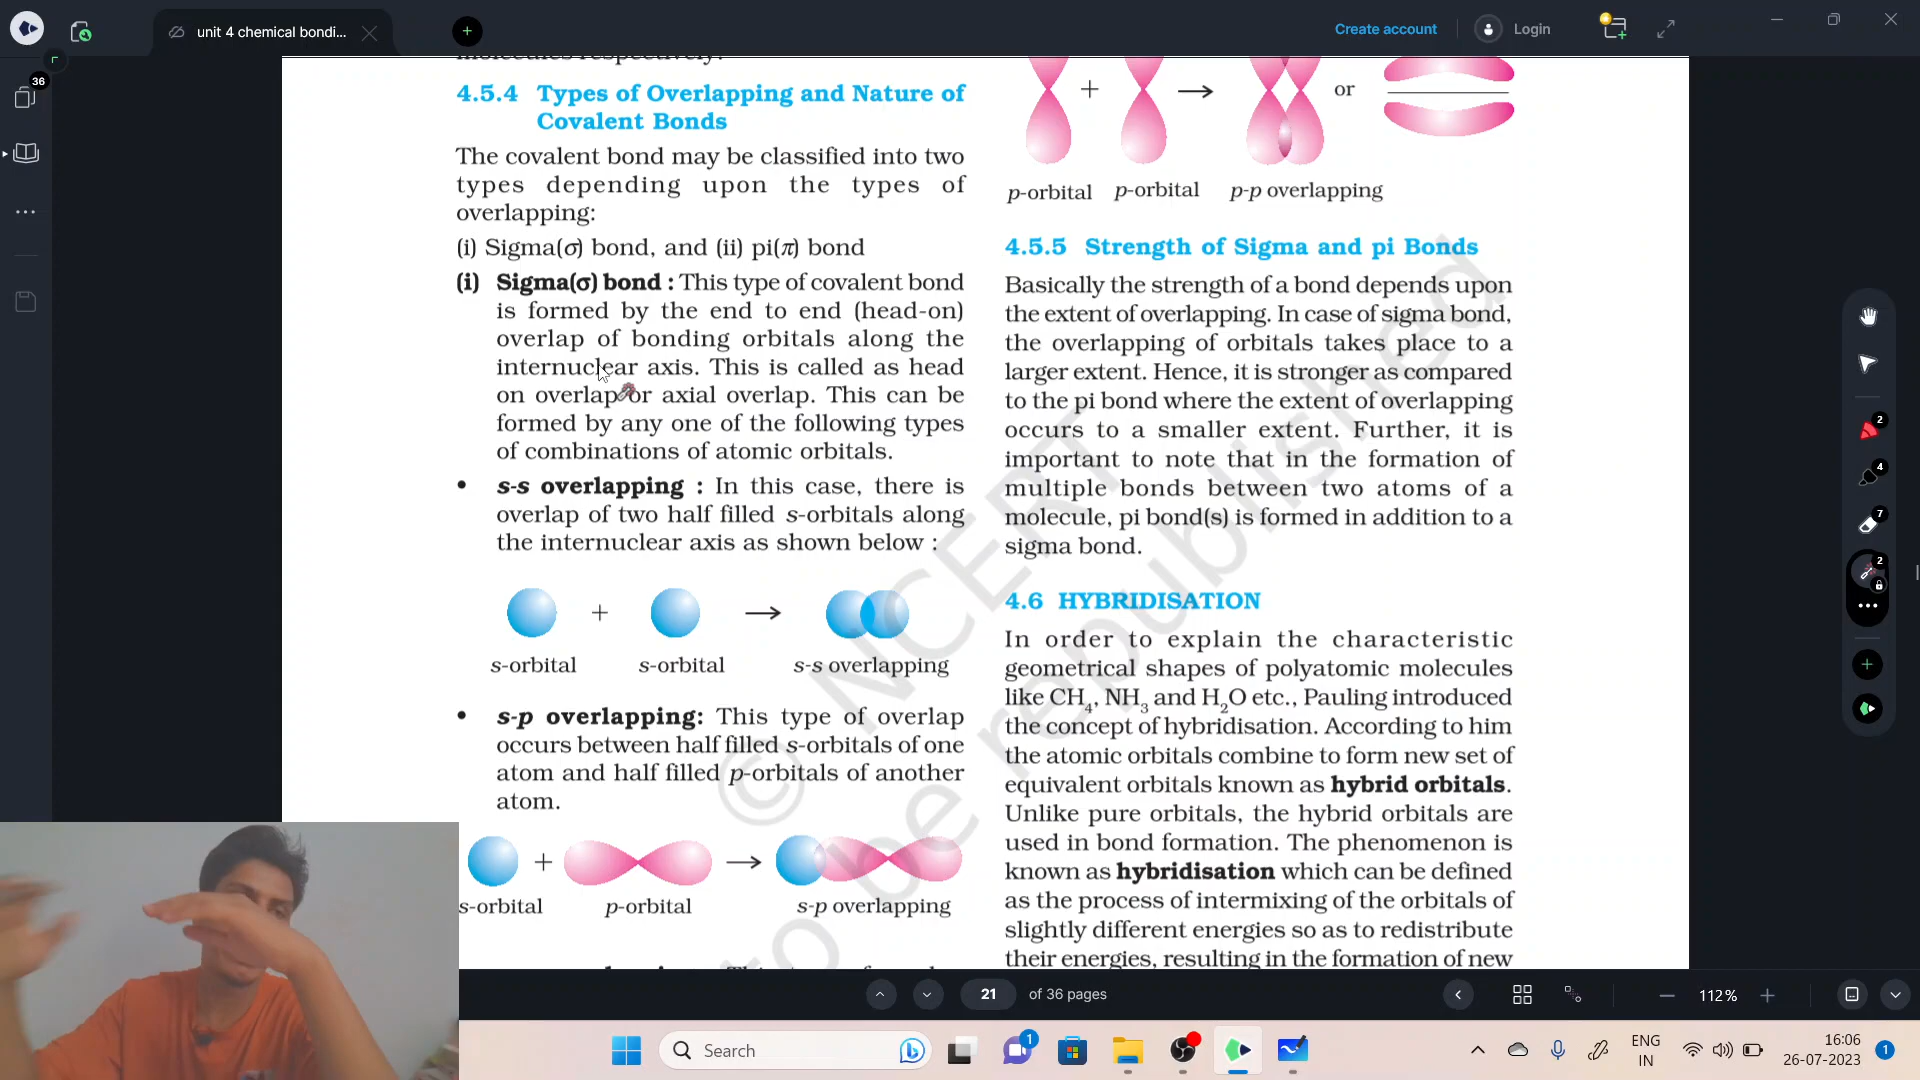 unit 4 chemical bondi...
Create account
Login
36
molecules respectively.
4.5.4 Types of Overlapping and Nature of
Covalent Bonds
The covalent bond may be classified into two
types depending upon the types of
overlapping:
(i) Sigma(σ) bond, and (ii) pi(π) bond
(i) Sigma(σ) bond : This type of covalent bond
is formed by the end to end (head-on)
overlap of bonding orbitals along the
internuclear axis. This is called as head
on overlap or axial overlap. This can be
formed by any one of the following types
of combinations of atomic orbitals.
• s-s overlapping : In this case, there is
overlap of two half filled s-orbitals along
the internuclear axis as shown below :
+ →
s-orbital s-orbital s-s overlapping
• s-p overlapping: This type of overlap
occurs between half filled s-orbitals of one
atom and half filled p-orbitals of another
atom.
+ →
s-orbital p-orbital s-p overlapping
+ → or
p-orbital p-orbital p-p overlapping
4.5.5 Strength of Sigma and pi Bonds
Basically the strength of a bond depends upon
the extent of overlapping. In case of sigma bond,
the overlapping of orbitals takes place to a
larger extent. Hence, it is stronger as compared
to the pi bond where the extent of overlapping
occurs to a smaller extent. Further, it is
important to note that in the formation of
multiple bonds between two atoms of a
molecule, pi bond(s) is formed in addition to a
sigma bond.
4.6 HYBRIDISATION
In order to explain the characteristic
geometrical shapes of polyatomic molecules
like CH4, NH3 and H2O etc., Pauling introduced
the concept of hybridisation. According to him
the atomic orbitals combine to form new set of
equivalent orbitals known as hybrid orbitals.
Unlike pure orbitals, the hybrid orbitals are
used in bond formation. The phenomenon is
known as hybridisation which can be defined
as the process of intermixing of the orbitals of
slightly different energies so as to redistribute
their energies, resulting in the formation of new
© NCERT
to be republished
2
4
7
2
21 of 36 pages
112%
Search
1
ENG
IN
16:06
26-07-2023
1